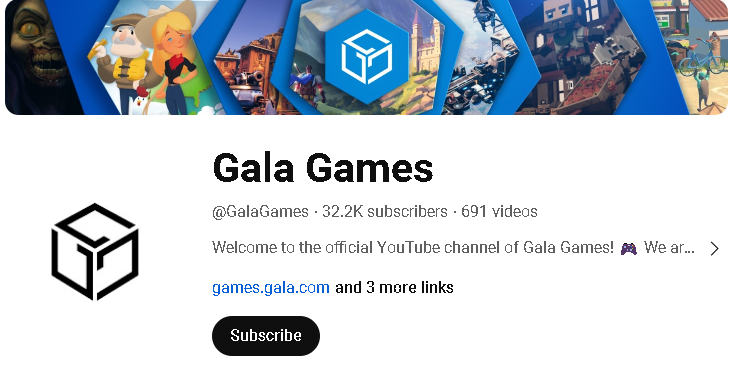 Gala Games
@GalaGames · 32.2K subscribers · 691 videos
Welcome to the official YouTube channel of Gala Games! 🎮 We ar...
games.gala.com and 3 more links
Subscribe